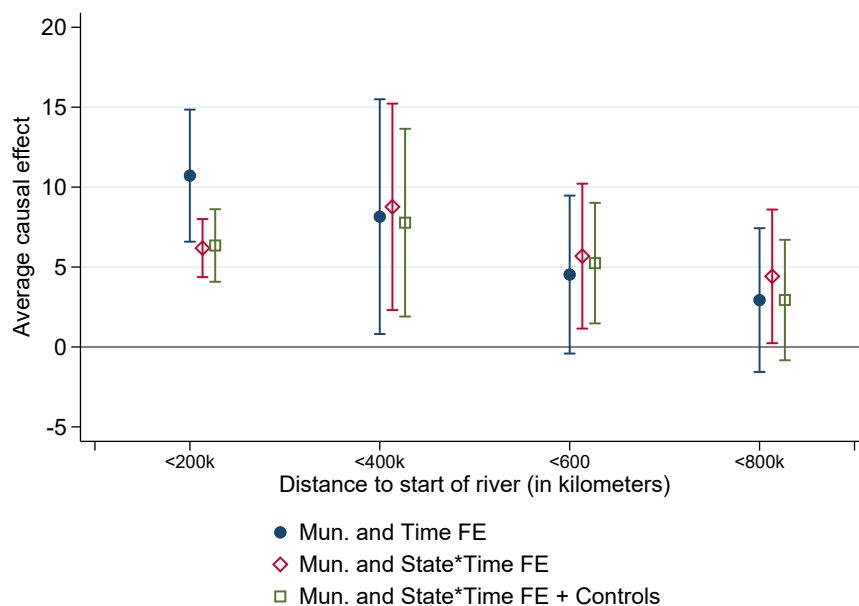 20
15
10
5
0
-5
Average causal effect
<200k
<400k
<600
<800k
Distance to start of river (in kilometers)
Mun. and Time FE
Mun. and State*Time FE
Mun. and State*Time FE + Controls